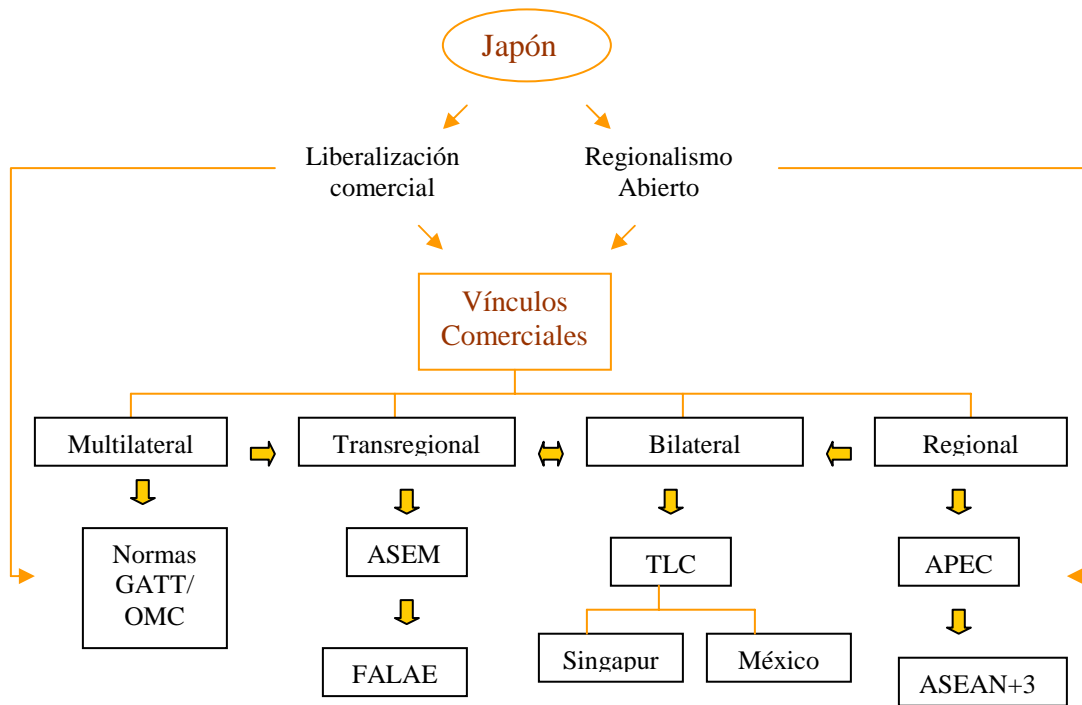 Japón
Liberalización
comercial
Regionalismo
Abierto
Vínculos
Comerciales
Multilateral
Transregional
Bilateral
Regional
Normas
GATT/
OMC
ASEM
TLC
APEC
FALAE
Singapur
México
ASEAN+3